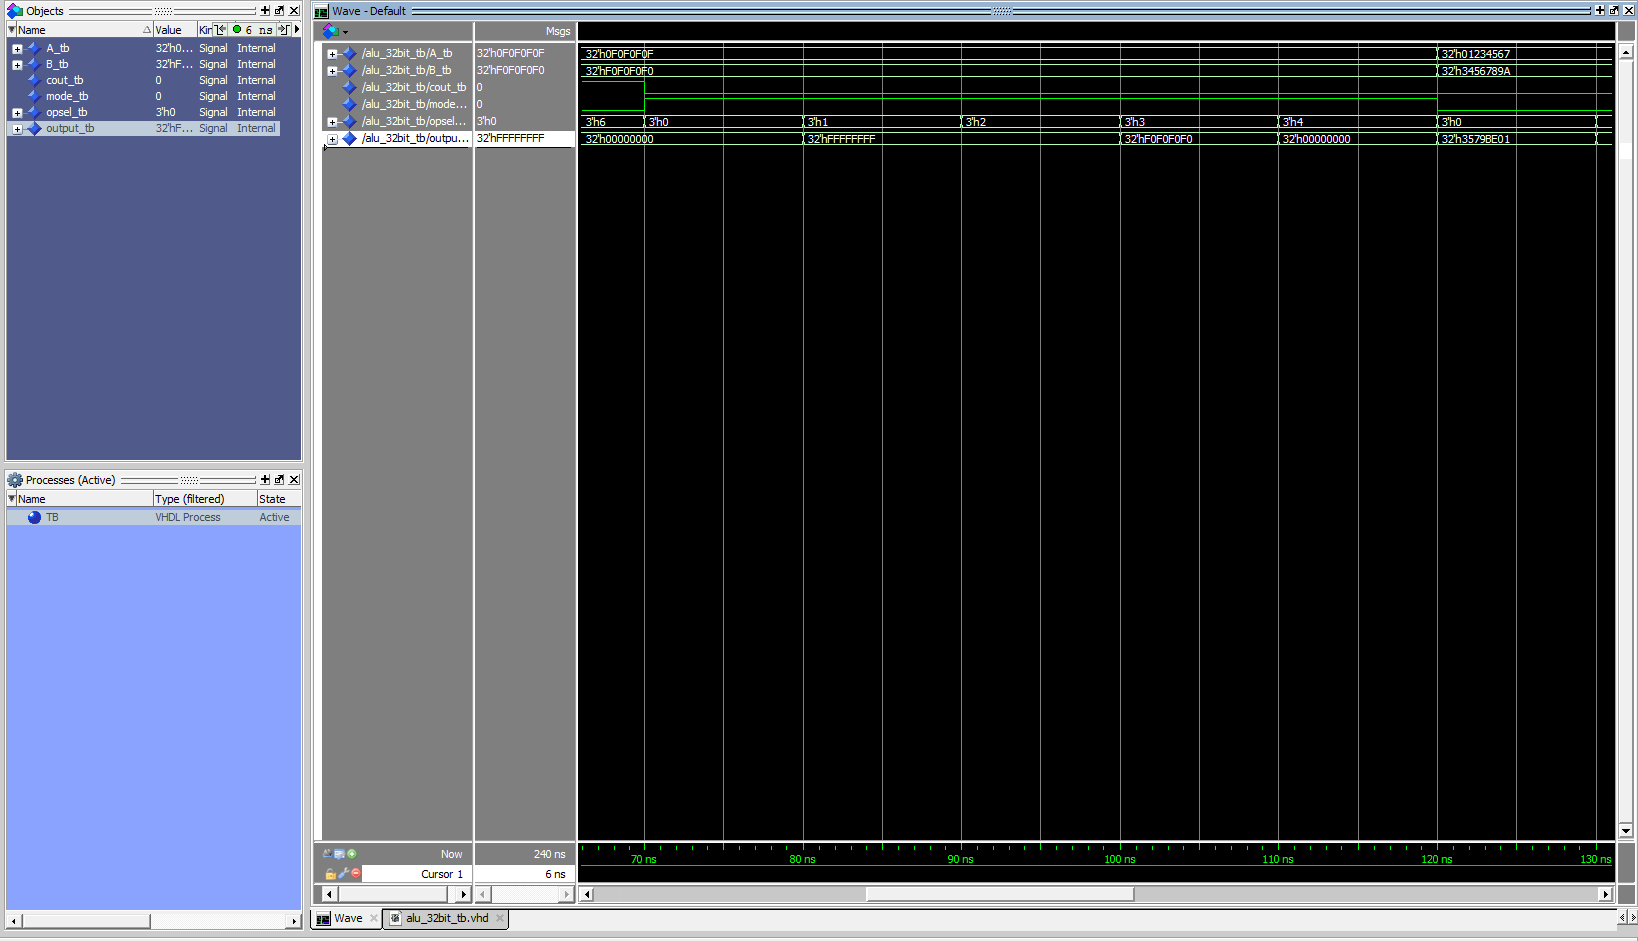 Objects
Name Value Kin 6 ns
A_tb 32'h0... Signal Internal
B_tb 32'hF... Signal Internal
cout_tb 0 Signal Internal
mode_tb 0 Signal Internal
opsel_tb 3'h0 Signal Internal
output_tb 32'hF... Signal Internal
Processes (Active)
Name Type (filtered) State
TB VHDL Process Active
Wave - Default
Msgs
/alu_32bit_tb/A_tb 32'h0F0F0F0F 32'h0F0F0F0F 32'h01234567
/alu_32bit_tb/B_tb 32'hF0F0F0F0 32'hF0F0F0F0 32'h3456789A
/alu_32bit_tb/cout_tb 0
/alu_32bit_tb/mode... 0
/alu_32bit_tb/opsel... 3'h0 3'h6 3'h0 3'h1 3'h2 3'h3 3'h4 3'h0
/alu_32bit_tb/outpu... 32'hFFFFFFFF 32'h00000000 32'hFFFFFFFF 32'hF0F0F0F0 32'h00000000 32'h3579BE01
Now 240 ns 70 ns 80 ns 90 ns 100 ns 110 ns 120 ns 130 ns
Cursor 1 6 ns
Wave alu_32bit_tb.vhd